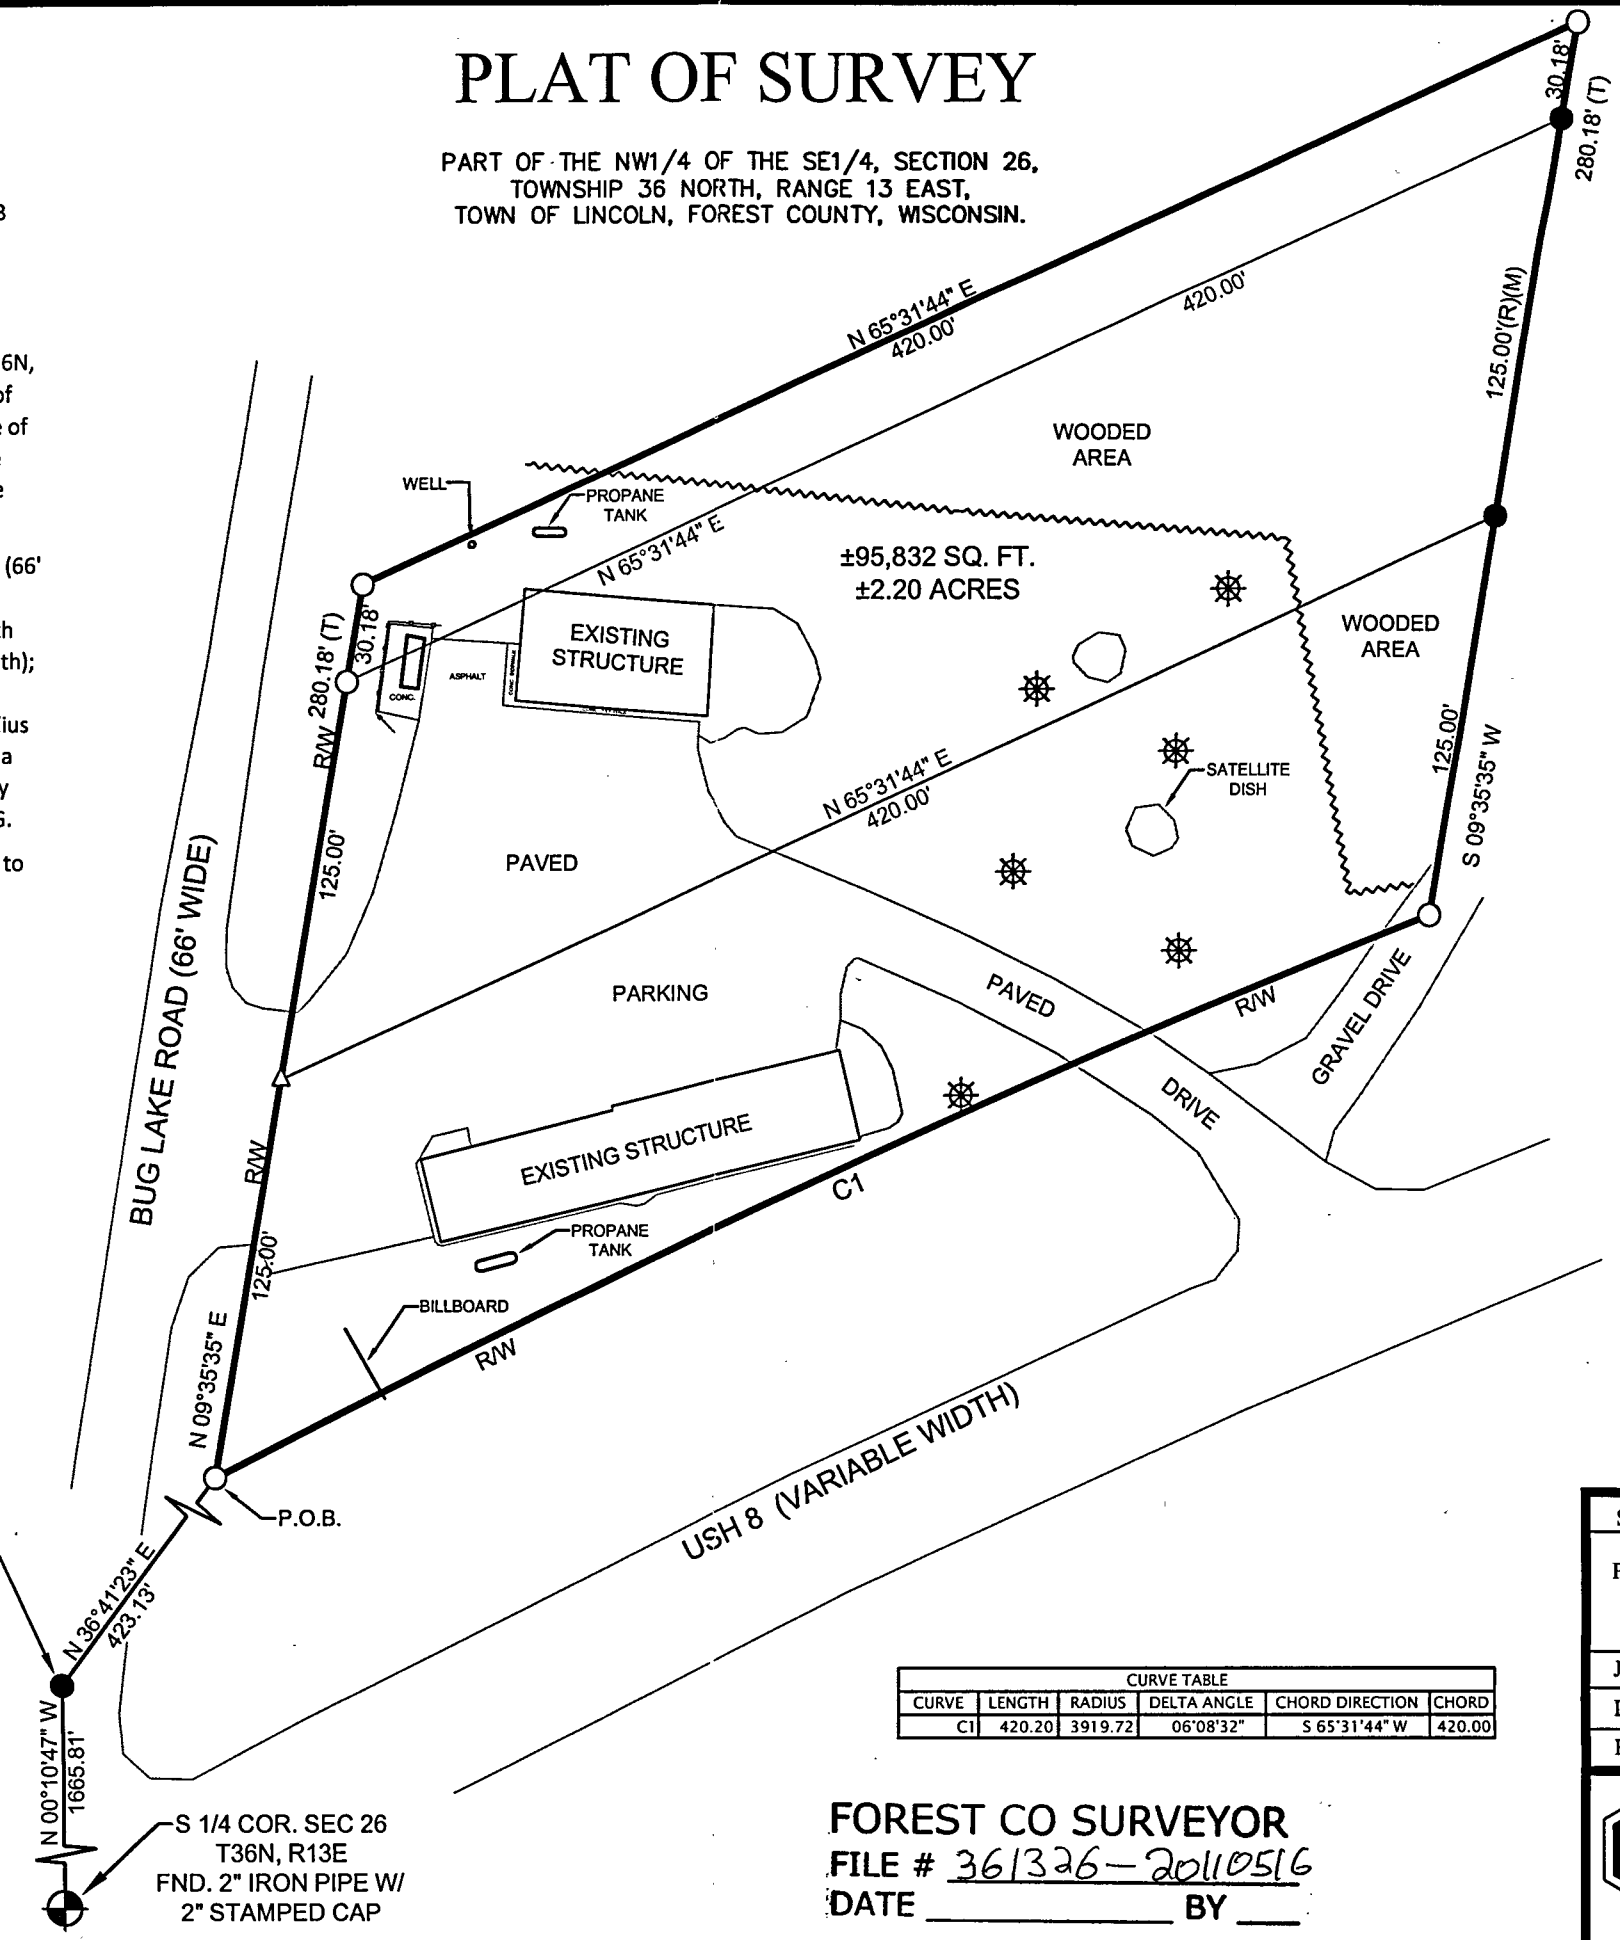 PLAT OF SURVEY
PART OF THE NW1/4 OF THE SE1/4, SECTION 26,
TOWNSHIP 36 NORTH, RANGE 13 EAST,
TOWN OF LINCOLN, FOREST COUNTY, WISCONSIN.
6N,
of
e of
(66'
th);
a
to
30.18'
280.18' (T)
N 65°31'44" E
420.00'
420.00'
125.00'(R)(M)
WOODED
AREA
WELL
PROPANE
TANK
N 65°31'44" E
±95,832 SQ. FT.
±2.20 ACRES
280.18' (T)
30.18'
EXISTING
STRUCTURE
ASPHALT
CONC.
WOODED
AREA
R/W
125.00'
S 09°35'35" W
SATELLITE
DISH
N 65°31'44" E
420.00'
125.00'
PAVED
BUG LAKE ROAD (66' WIDE)
PARKING
PAVED
DRIVE
R/W
GRAVEL DRIVE
R/W
EXISTING STRUCTURE
C1
PROPANE
TANK
125.00'
BILLBOARD
R/W
N 09°35'35" E
USH 8 (VARIABLE WIDTH)
P.O.B.
N 36°41'23" E
423.13'
N 00°10'47" W
1665.81'
CURVE TABLE
CURVE LENGTH RADIUS DELTA ANGLE CHORD DIRECTION CHORD
C1 420.20 3919.72 06°08'32" S 65°31'44" W 420.00
S 1/4 COR. SEC 26
T36N, R13E
FND. 2" IRON PIPE W/
2" STAMPED CAP
FOREST CO SURVEYOR
FILE # 361326-20110516
DATE BY